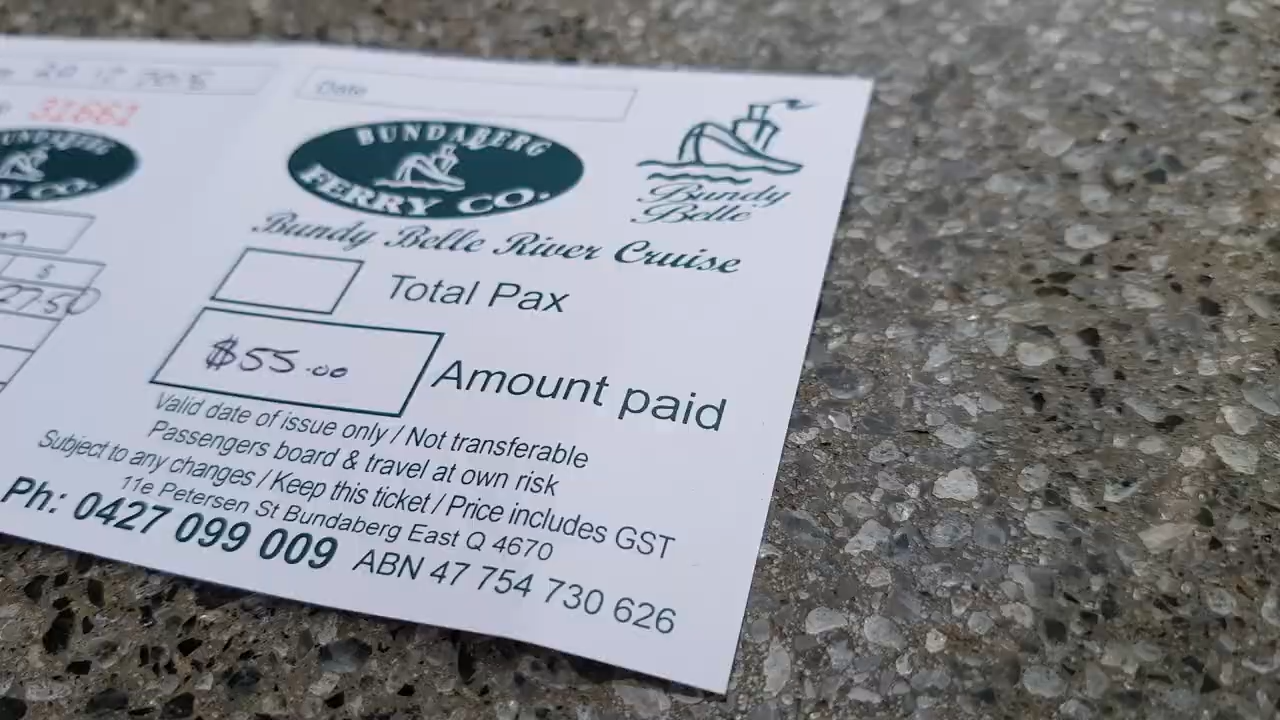 31661
Date
BUNDABERG
FERRY CO.
Bundy
Belle
Bundy Belle River Cruise
$
2750
Total Pax
$55.00
Amount paid
Valid date of issue only / Not transferable
Passengers board & travel at own risk
Subject to any changes / Keep this ticket / Price includes GST
11e Petersen St Bundaberg East Q 4670
Ph: 0427 099 009 ABN 47 754 730 626